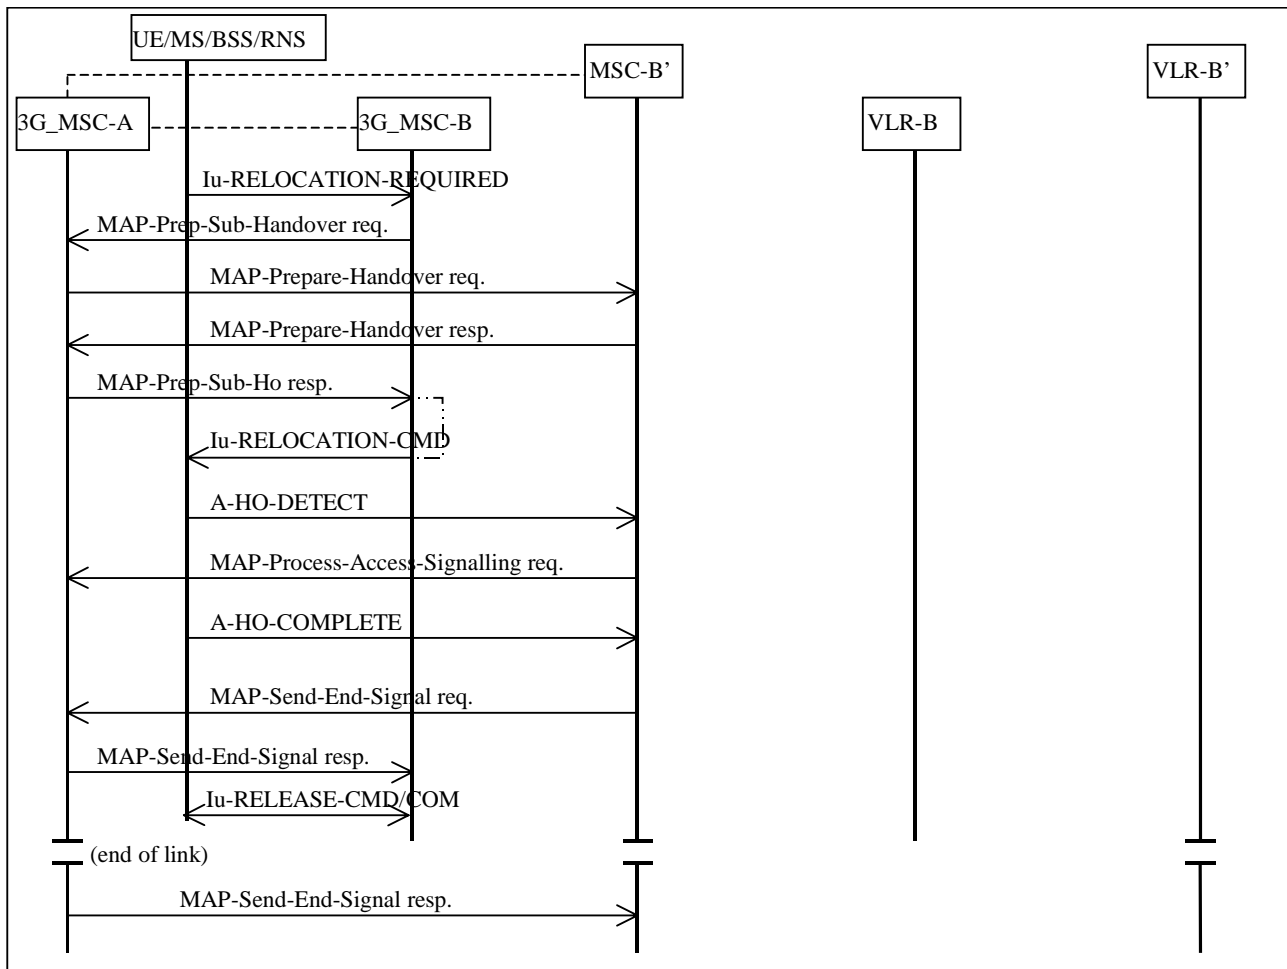 UE/MS/BSS/RNS
MSC-B’
VLR-B’
3G_MSC-A
3G_MSC-B
VLR-B
Iu-RELOCATION-REQUIRED
MAP-Prep-Sub-Handover req.
MAP-Prepare-Handover req.
MAP-Prepare-Handover resp.
MAP-Prep-Sub-Ho resp.
Iu-RELOCATION-CMD
A-HO-DETECT
MAP-Process-Access-Signalling req.
A-HO-COMPLETE
MAP-Send-End-Signal req.
MAP-Send-End-Signal resp.
Iu-RELEASE-CMD/COM
(end of link)
MAP-Send-End-Signal resp.